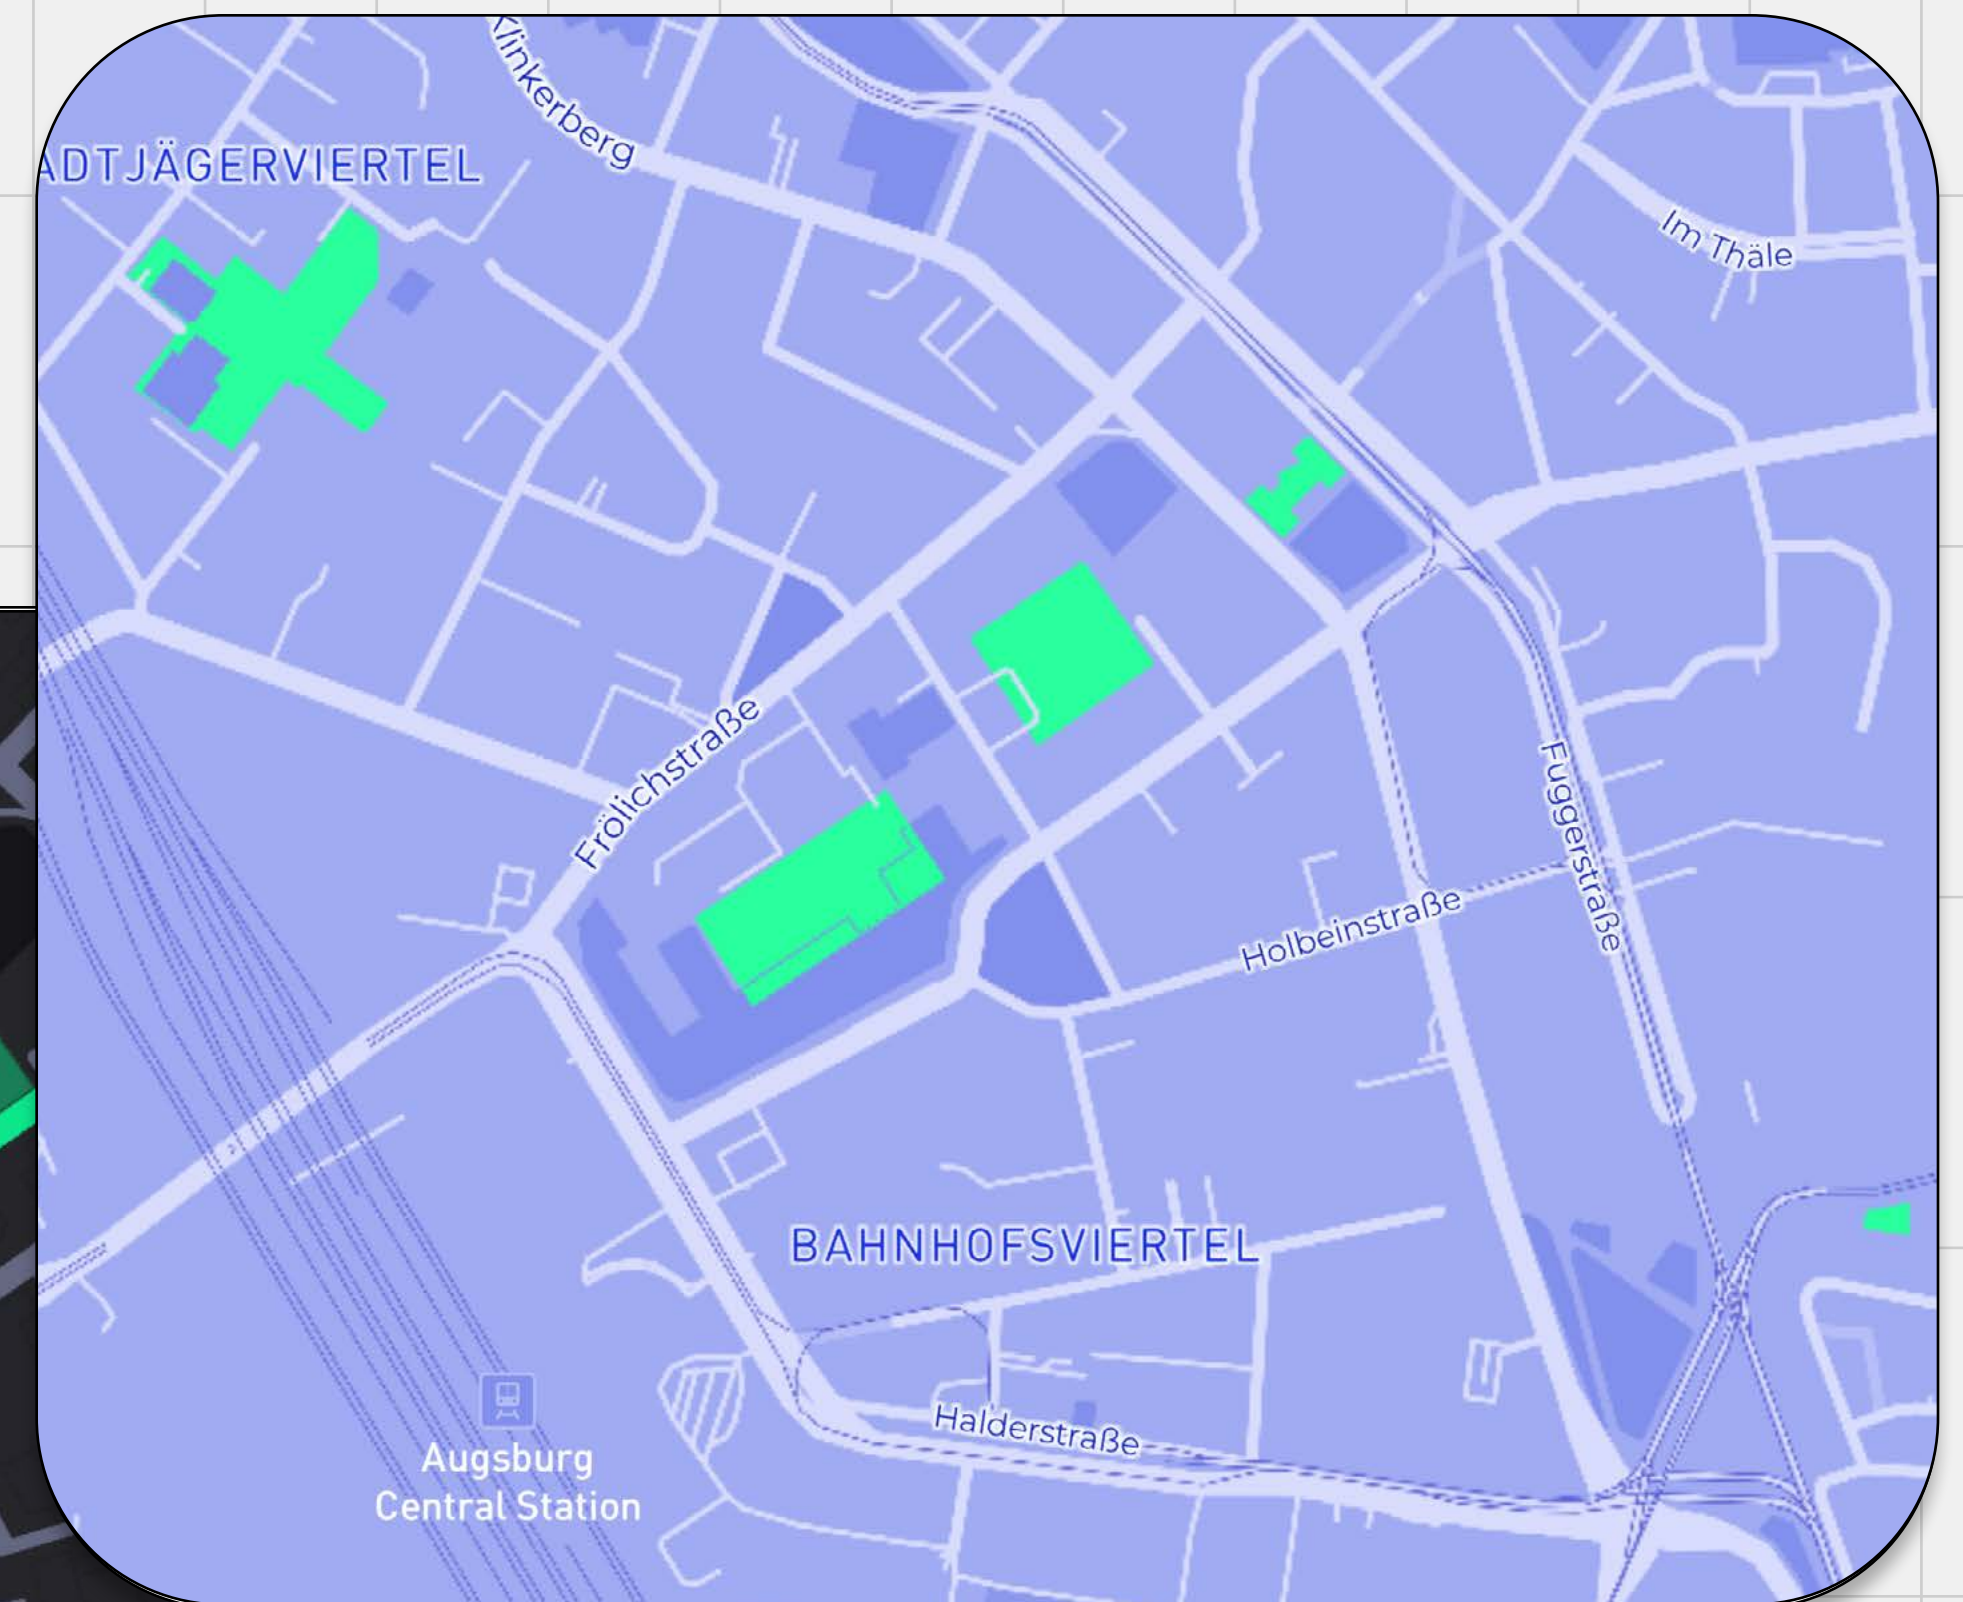 Klinkerberg
ADTJÄGERVIERTEL
Im Thäle
Frölichstraße
Fuggerstraße
Holbeinstraße
BAHNHOFSVIERTEL
Halderstraße
Augsburg
Central Station